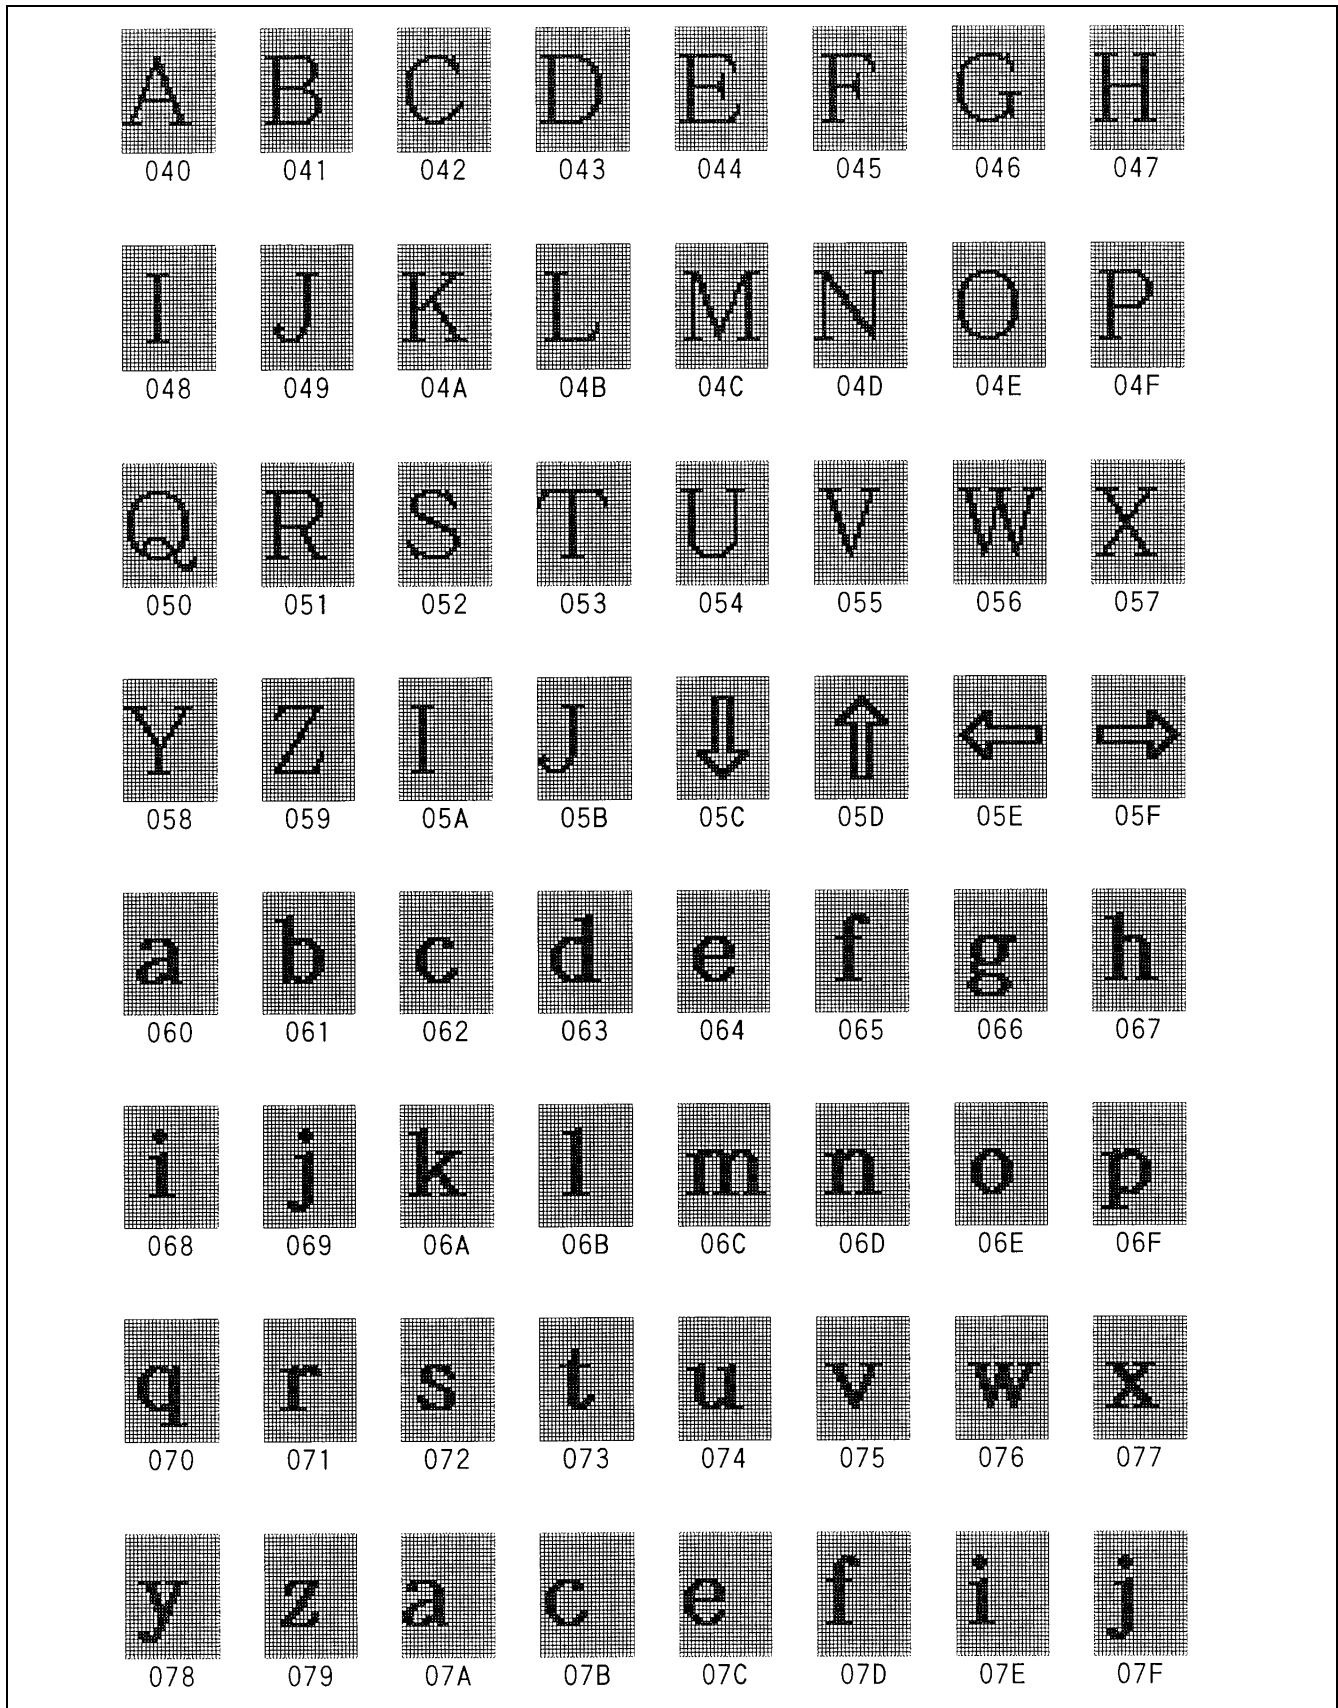 A B C D E F G H
040 041 042 043 044 045 046 047
I J K L M N O P
048 049 04A 04B 04C 04D 04E 04F
Q R S T U V W X
050 051 052 053 054 055 056 057
Y Z I J ⇩ ⇧ ⇦ ⇨
058 059 05A 05B 05C 05D 05E 05F
a b c d e f g h
060 061 062 063 064 065 066 067
i j k l m n o p
068 069 06A 06B 06C 06D 06E 06F
q r s t u v w x
070 071 072 073 074 075 076 077
y z a c e f i j
078 079 07A 07B 07C 07D 07E 07F